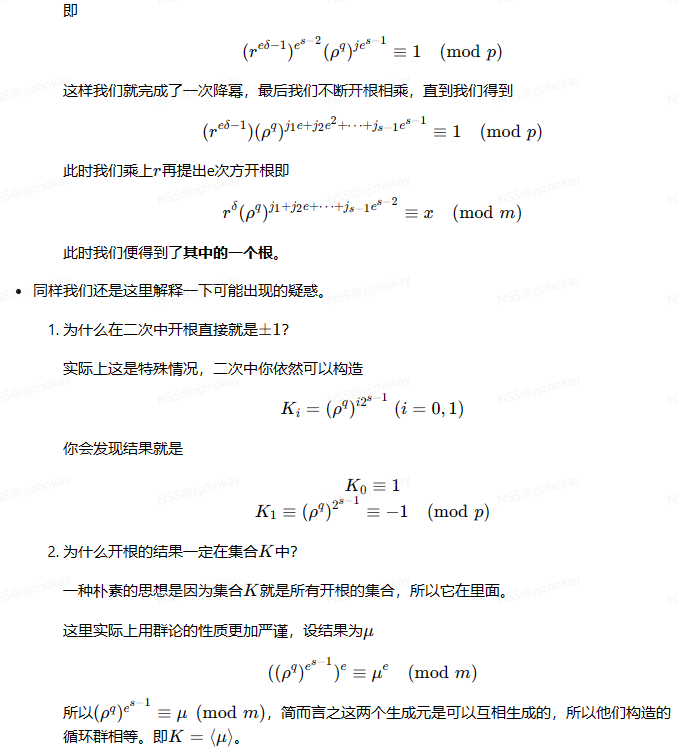 即
$(r^{e\delta-1})^{e^{s-2}}(\rho^q)^{je^{s-1}} \equiv 1 \pmod p$
这样我们就完成了一次降幂，最后我们不断开根相乘，直到我们得到
$(r^{e\delta-1})(\rho^q)^{j_1e+j_2e^2+\cdots+j_{s-1}e^{s-1}} \equiv 1 \pmod p$
此时我们乘上$r$再提出e次方开根即
$r^{\delta}(\rho^q)^{j_1+j_2e+\cdots+j_{s-1}e^{s-2}} \equiv x \pmod m$
此时我们便得到了其中的一个根。
• 同样我们还是这里解释一下可能出现的疑惑。
1. 为什么在二次中开根直接就是$\pm1$?
实际上这是特殊情况，二次中你依然可以构造
$K_i = (\rho^q)^{i2^{s-1}} \ (i = 0, 1)$
你会发现结果就是
$K_0 \equiv 1$
$K_1 \equiv (\rho^q)^{2^{s-1}} \equiv -1 \pmod p$
2. 为什么开根的结果一定在集合$K$中?
一种朴素的思想是因为集合$K$就是所有开根的集合，所以它在里面。
这里实际上用群论的性质更加严谨，设结果为$\mu$
$((\rho^q)^{e^{s-1}})^e \equiv \mu^e \pmod m$
所以$(\rho^q)^{e^{s-1}} \equiv \mu \pmod m$，简而言之这两个生成元是可以互相生成的，所以他们构造的
循环群相等。即$K = \langle\mu\rangle$。
NSS@zjzhokay